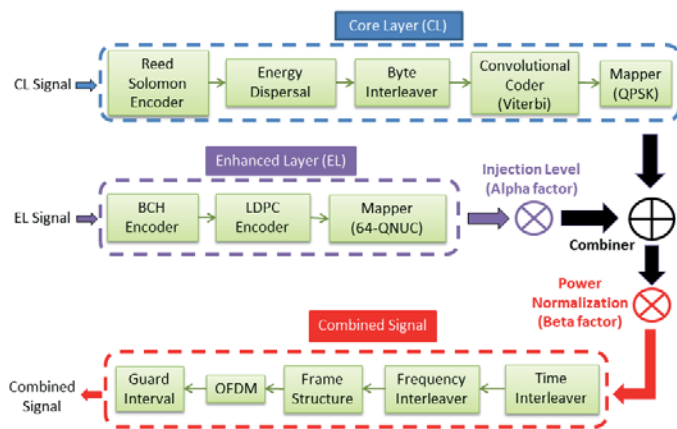 Core Layer (CL)
CL Signal
Reed
Solomon
Encoder
Energy
Dispersal
Byte
Interleaver
Convolutional
Coder
(Viterbi)
Mapper
(QPSK)
Enhanced Layer (EL)
Injection Level
(Alpha factor)
EL Signal
BCH
Encoder
LDPC
Encoder
Mapper
(64-QNUC)
Combiner
Power
Normalization
(Beta factor)
Combined Signal
Combined
Signal
Guard
Interval
OFDM
Frame
Structure
Frequency
Interleaver
Time
Interleaver